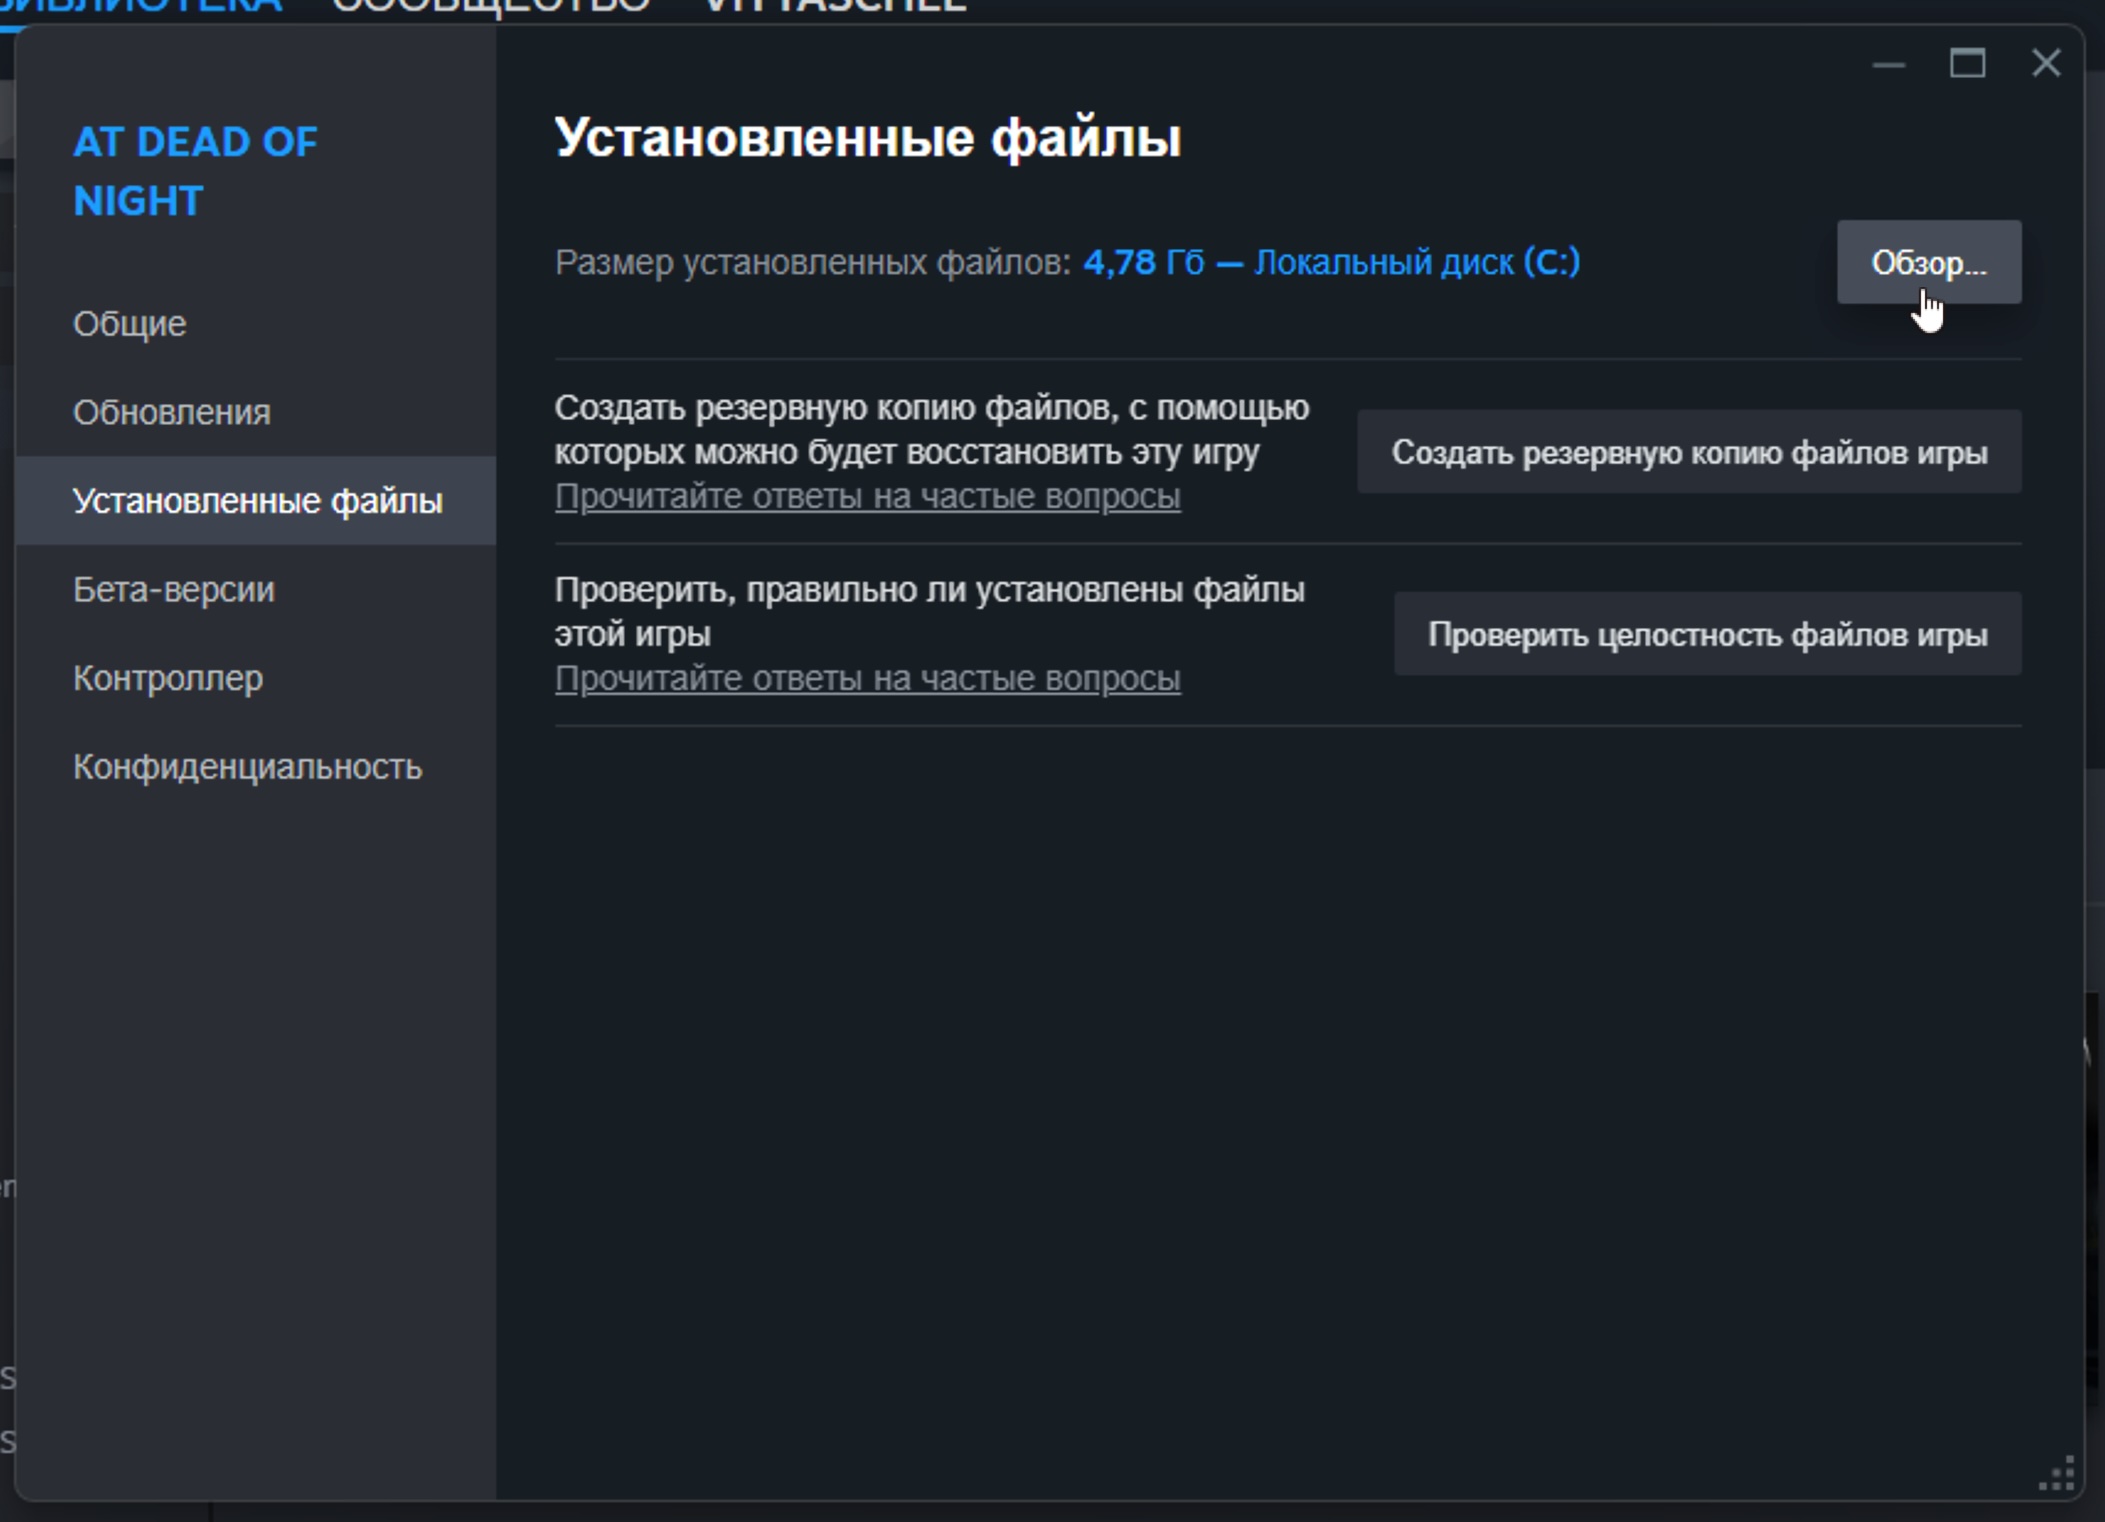 БИБЛИОТЕКА СООБЩЕСТВО
AT DEAD OF
NIGHT
Общие
Обновления
Установленные файлы
Бета-версии
Контроллер
Конфиденциальность
Установленные файлы
Размер установленных файлов: 4,78 Гб — Локальный диск (C:)
Обзор...
Создать резервную копию файлов, с помощью
которых можно будет восстановить эту игру
Прочитайте ответы на частые вопросы
Создать резервную копию файлов игры
Проверить, правильно ли установлены файлы
этой игры
Прочитайте ответы на частые вопросы
Проверить целостность файлов игры